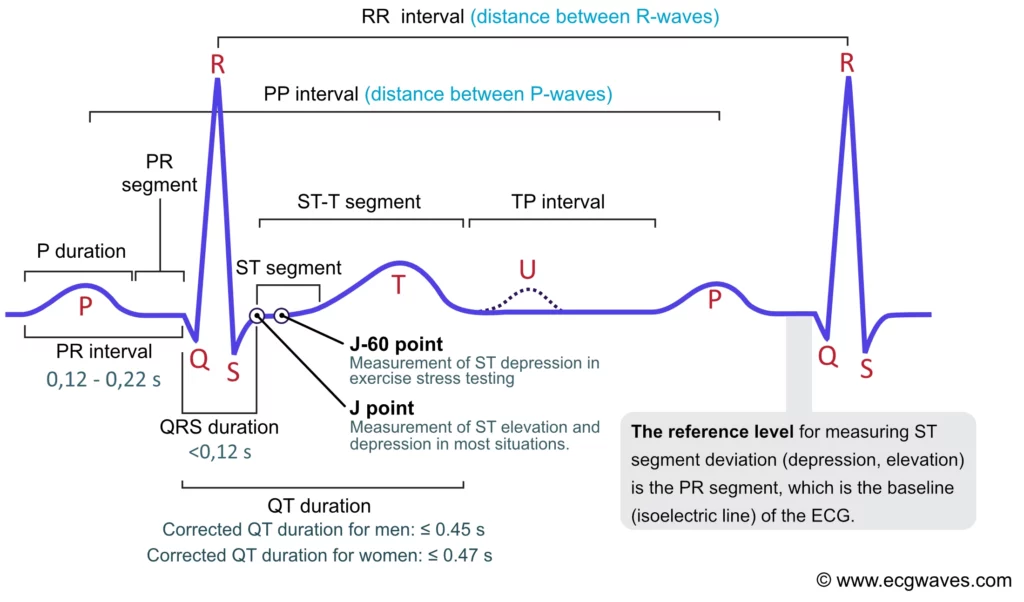 RR interval (distance between R-waves)
R
R
PP interval (distance between P-waves)
PR
segment
ST-T segment
TP interval
P duration
ST segment
U
T
P
P
PR interval
0,12 - 0,22 s
Q
S
J-60 point
Measurement of ST depression in
exercise stress testing
Q
S
J point
Measurement of ST elevation and
depression in most situations.
QRS duration
<0,12 s
The reference level for measuring ST
segment deviation (depression, elevation)
is the PR segment, which is the baseline
(isoelectric line) of the ECG.
QT duration
Corrected QT duration for men: ≤ 0.45 s
Corrected QT duration for women: ≤ 0.47 s
© www.ecgwaves.com